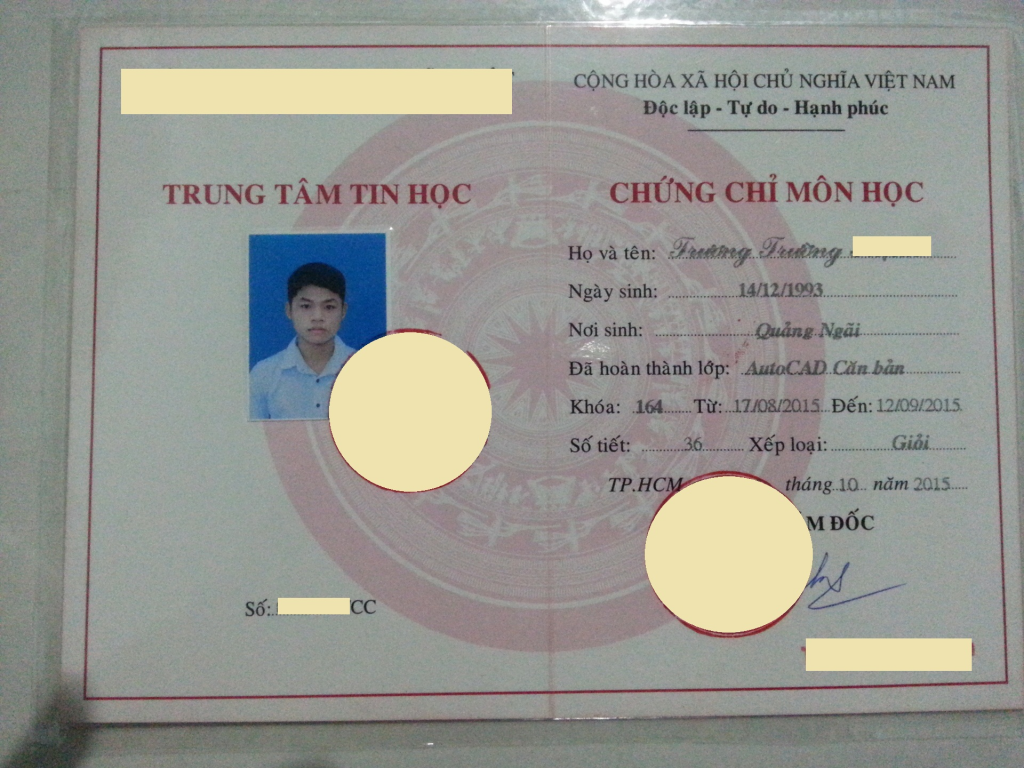 TRUNG TÂM TIN HỌC
Số: /CC
CỘNG HÒA XÃ HỘI CHỦ NGHĨA VIỆT NAM
Độc lập - Tự do - Hạnh phúc
CHỨNG CHỈ MÔN HỌC
Họ và tên: Trương Trường
Ngày sinh: 14/12/1993
Nơi sinh: Quảng Ngãi
Đã hoàn thành lớp: AutoCAD Căn bản
Khóa: 164 Từ: 17/08/2015 Đến: 12/09/2015
Số tiết: 36 Xếp loại: Giỏi
TP.HCM tháng 10 năm 2015
ĐỐC